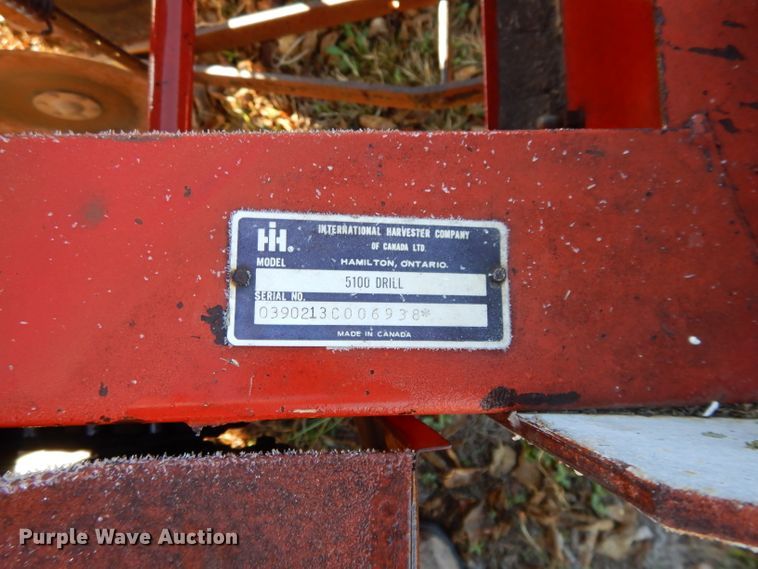 IH®
INTERNATIONAL HARVESTER COMPANY
OF CANADA LTD.
MODEL
HAMILTON, ONTARIO.
5100 DRILL
SERIAL NO.
0390213C006938*
MADE IN CANADA
Purple Wave Auction